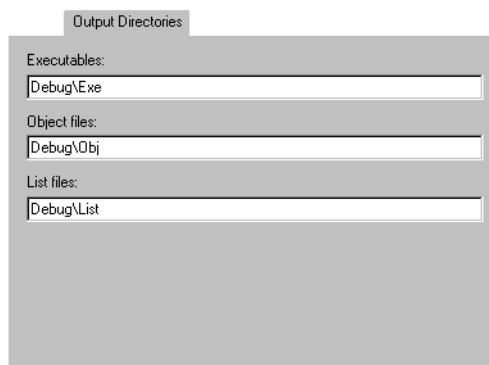 Output Directories
Executables:
Debug\Exe
Object files:
Debug\Obj
List files:
Debug\List